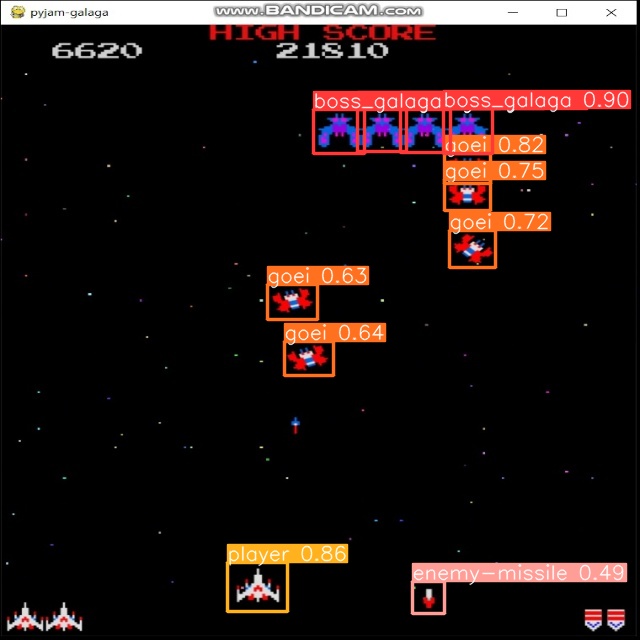 pyjam-galaga
www.BANDICAM.com
HIGH SCORE
6620 21810
boss_galaga boss_galaga 0.90
goei 0.82
goei 0.75
goei 0.72
goei 0.63
goei 0.64
player 0.86
enemy-missile 0.49